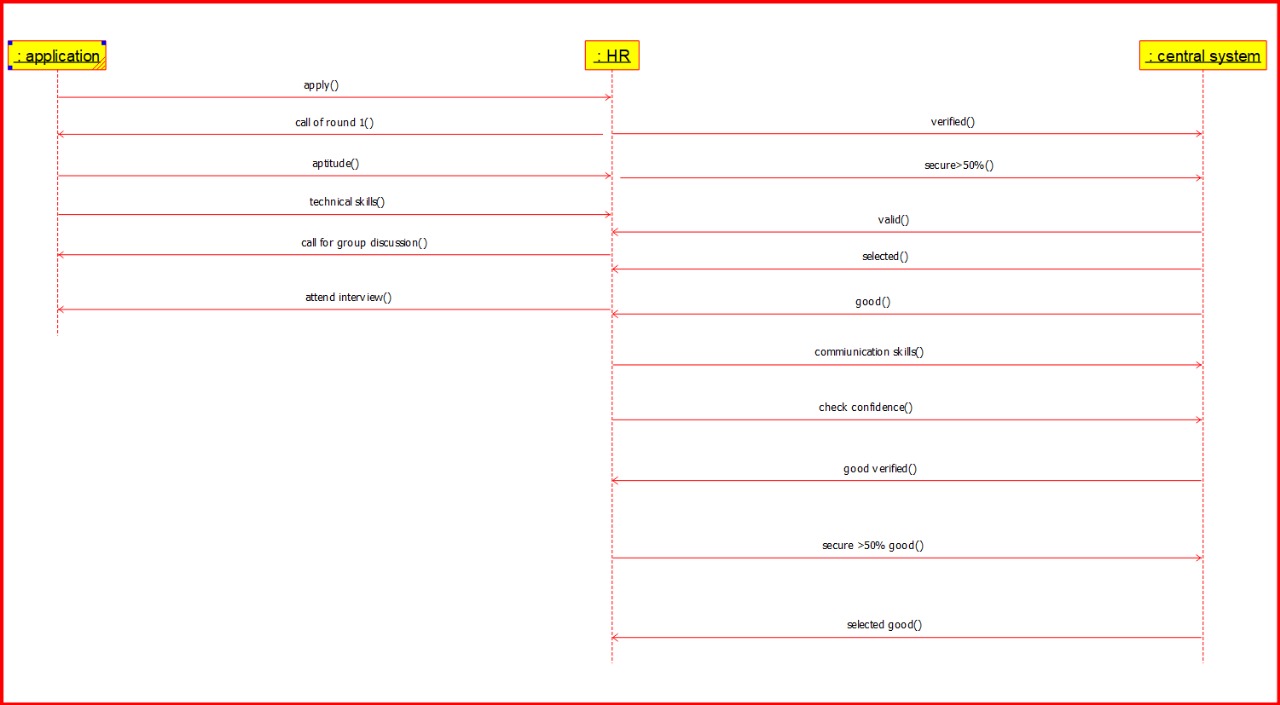 : application
: HR
: central system
apply()
call of round 1()
verified()
aptitude()
secure>50%()
technical skills()
valid()
call for group discussion()
selected()
attend interview()
good()
commiunication skills()
check confidence()
good verified()
secure >50% good()
selected good()